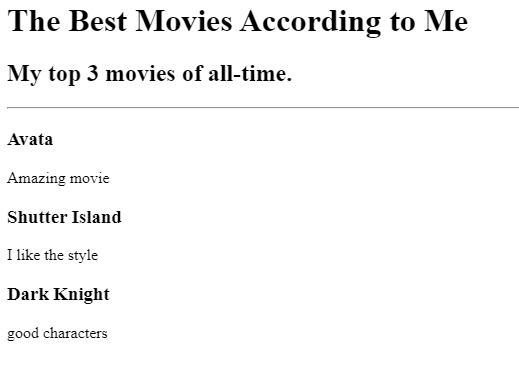 The Best Movies According to Me
My top 3 movies of all-time.
Avata
Amazing movie
Shutter Island
I like the style
Dark Knight
good characters